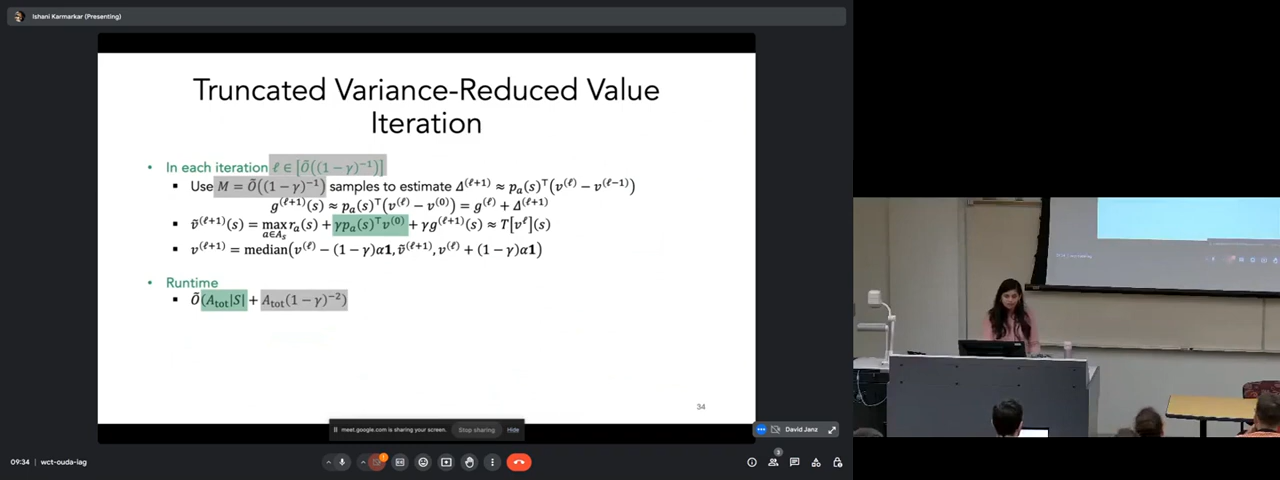 Ishani Karmarkar (Presenting)
Truncated Variance-Reduced Value
Iteration
• In each iteration ℓ ∈ [Õ((1 − γ)⁻¹)]
▪ Use M = Õ((1 − γ)⁻¹) samples to estimate Δ^(ℓ+1) ≈ p_a(s)^⊤(v^(ℓ) − v^(ℓ−1))
g^(ℓ+1)(s) ≈ p_a(s)^⊤(v^(ℓ) − v^(0)) = g^(ℓ) + Δ^(ℓ+1)
▪ ṽ^(ℓ+1)(s) = max_{a∈A_s} r_a(s) + γp_a(s)^⊤v^(0) + γg^(ℓ+1)(s) ≈ T[v^ℓ](s)
▪ v^(ℓ+1) = median(v^(ℓ) − (1 − γ)α1, ṽ^(ℓ+1), v^(ℓ) + (1 − γ)α1)
• Runtime
▪ Õ(A_tot|S| + A_tot(1 − γ)⁻²)
34
meet.google.com is sharing your screen. Stop sharing Hide
David Janz
09:34 | wct-ouda-iag